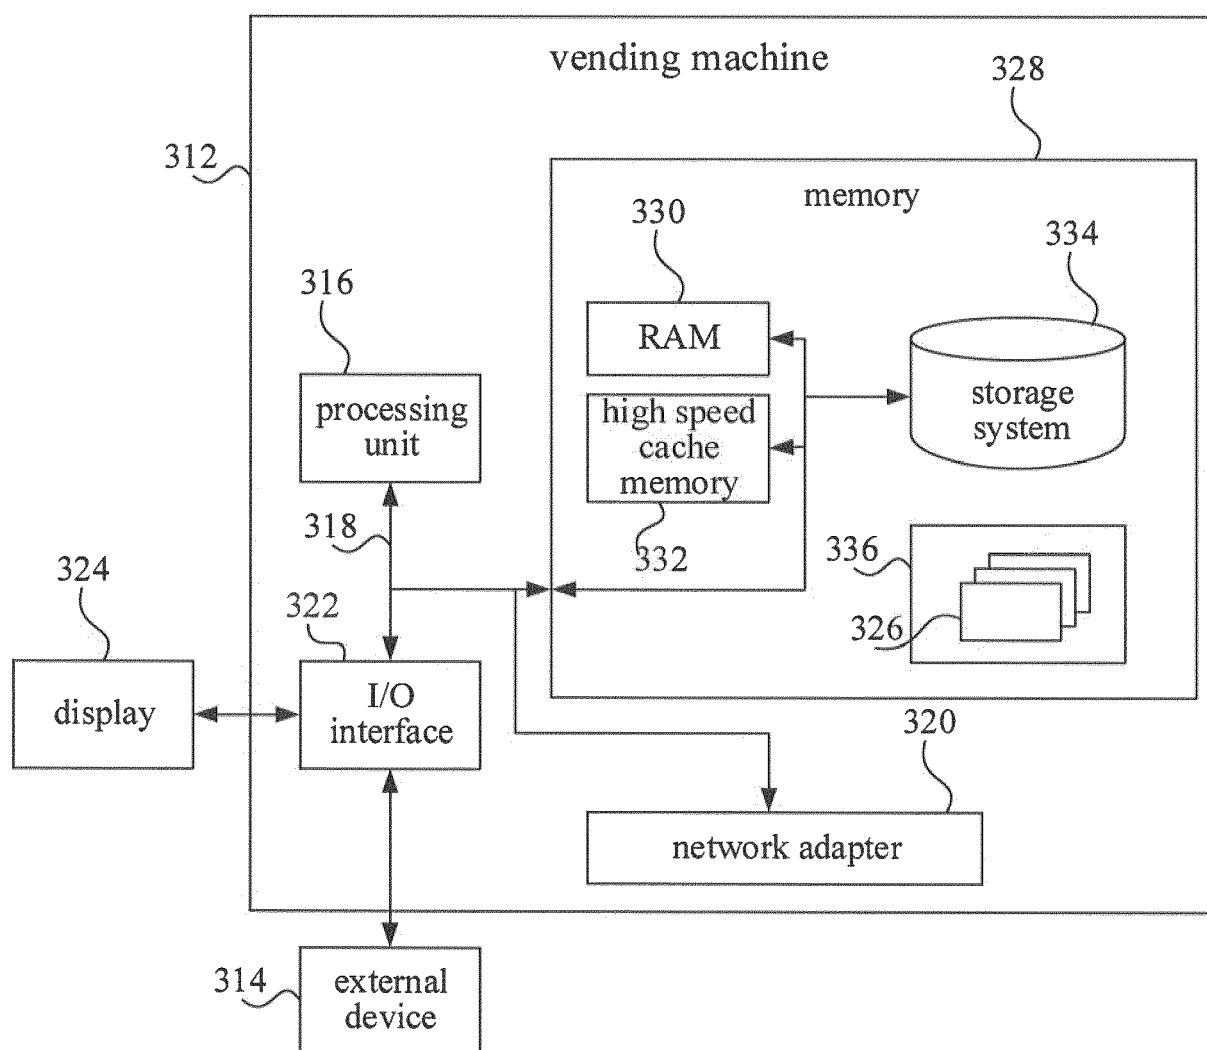 vending machine
328
312
memory
330
334
316
RAM
processing
unit
high speed
cache
memory
storage
system
318
332
336
324
322
326
display
I/O
interface
320
network adapter
314
external
device